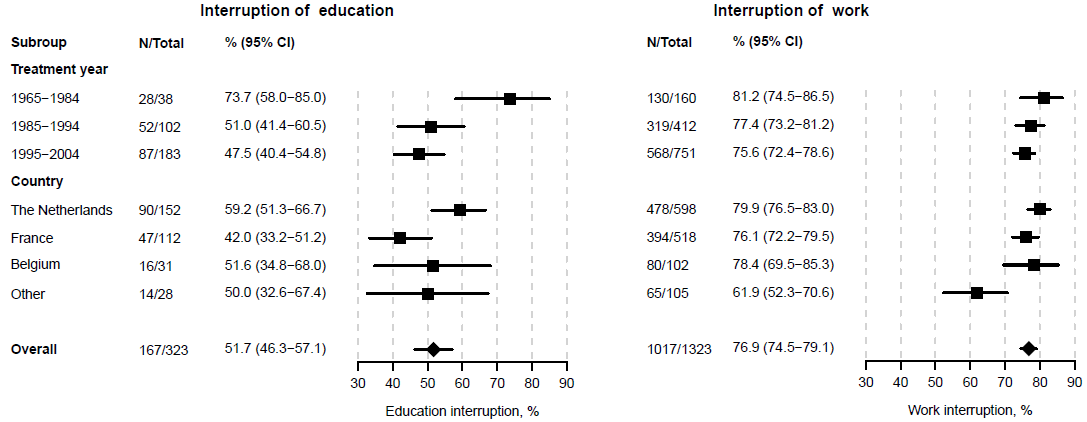 Interruption of education Interruption of work
Subroup N/Total % (95% CI) N/Total % (95% CI)
Treatment year
1965−1984 28/38 73.7 (58.0−85.0) 130/160 81.2 (74.5−86.5)
1985−1994 52/102 51.0 (41.4−60.5) 319/412 77.4 (73.2−81.2)
1995−2004 87/183 47.5 (40.4−54.8) 568/751 75.6 (72.4−78.6)
Country
The Netherlands 90/152 59.2 (51.3−66.7) 478/598 79.9 (76.5−83.0)
France 47/112 42.0 (33.2−51.2) 394/518 76.1 (72.2−79.5)
Belgium 16/31 51.6 (34.8−68.0) 80/102 78.4 (69.5−85.3)
Other 14/28 50.0 (32.6−67.4) 65/105 61.9 (52.3−70.6)
Overall 167/323 51.7 (46.3−57.1) 1017/1323 76.9 (74.5−79.1)
30 40 50 60 70 80 90 30 40 50 60 70 80 90
Education interruption, % Work interruption, %